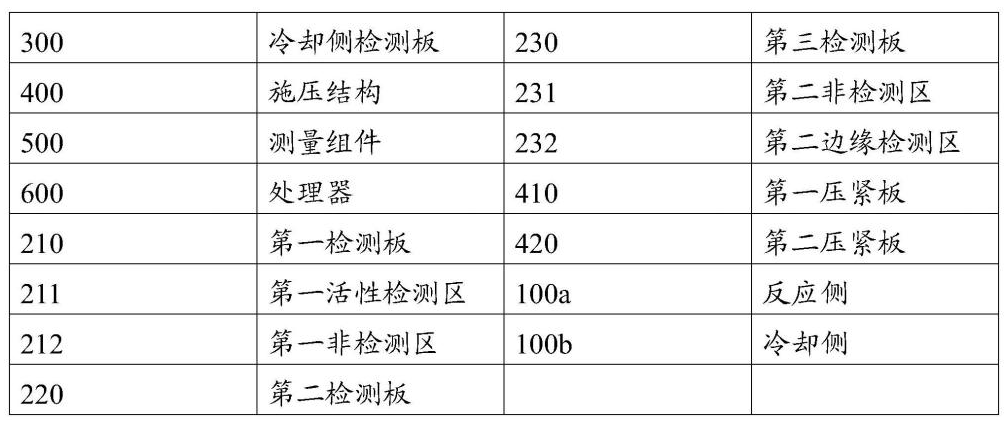 300 冷却侧检测板 230 第三检测板
400 施压结构 231 第二非检测区
500 测量组件 232 第二边缘检测区
600 处理器 410 第一压紧板
210 第一检测板 420 第二压紧板
211 第一活性检测区 100a 反应侧
212 第一非检测区 100b 冷却侧
220 第二检测板